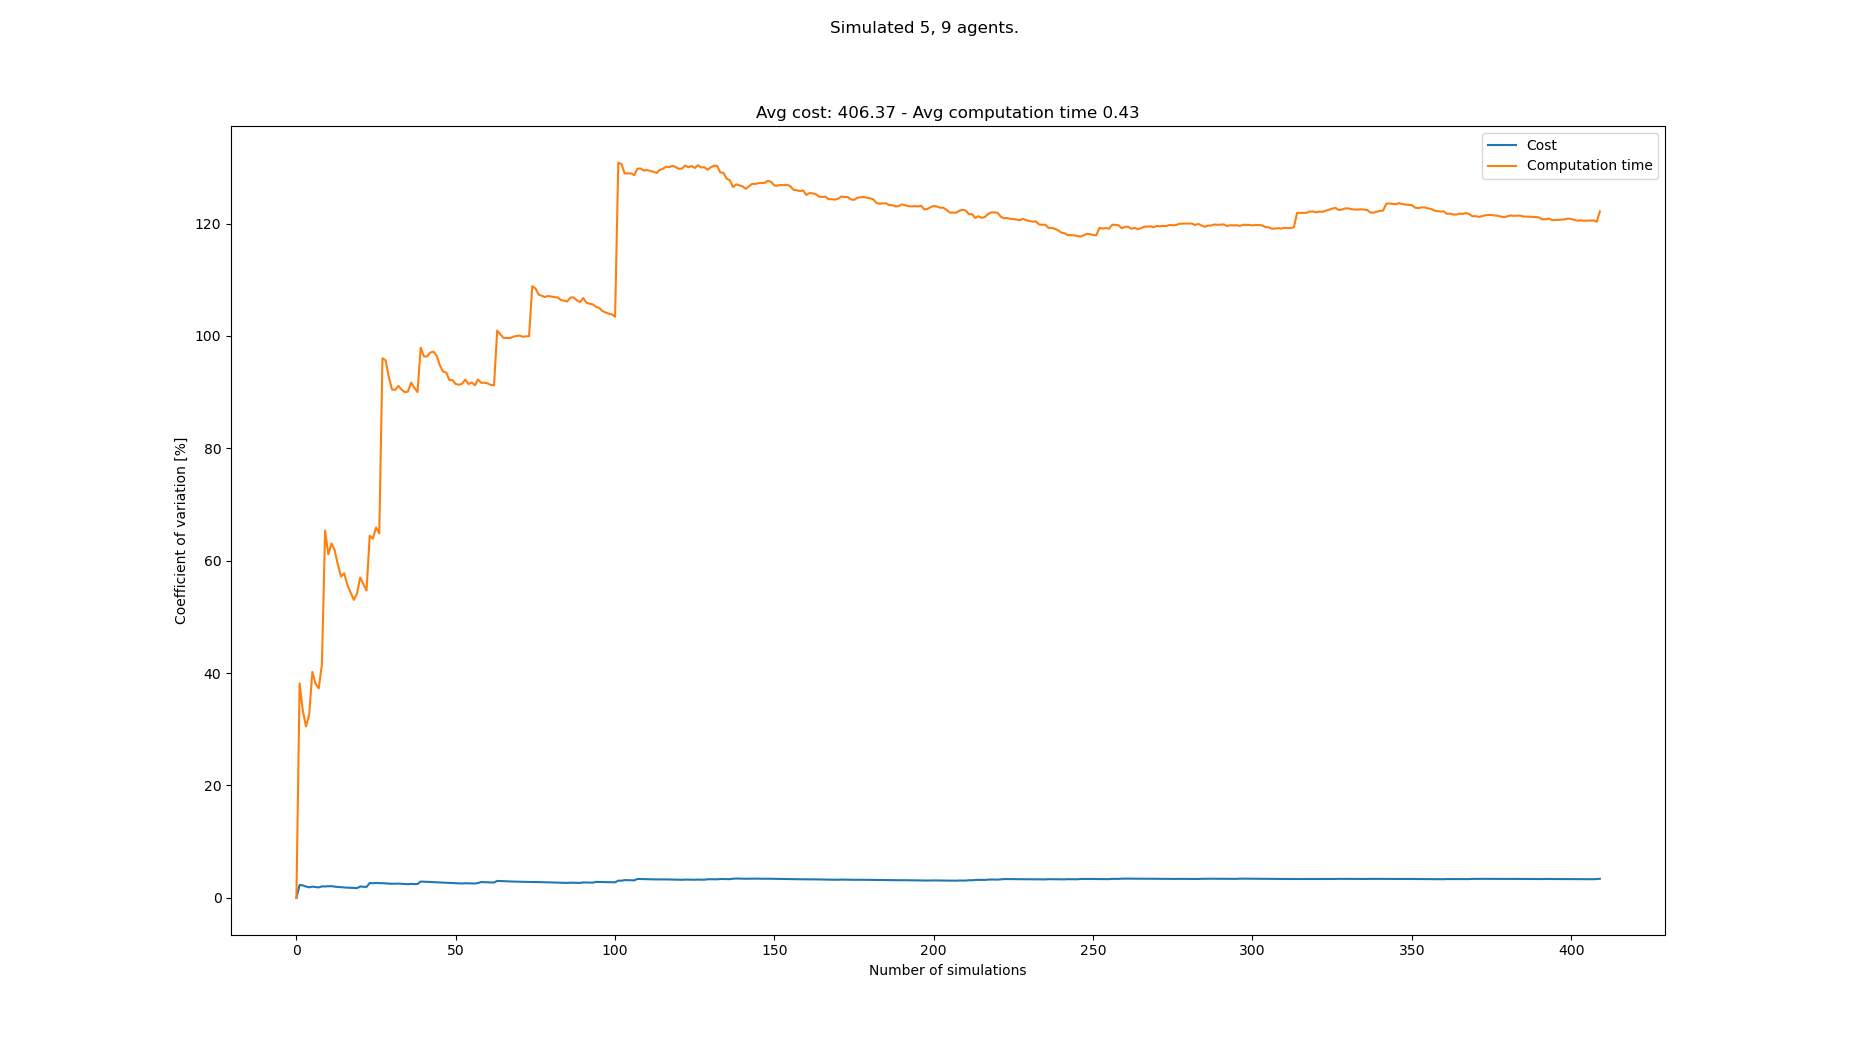 Simulated 5, 9 agents.
Avg cost: 406.37 - Avg computation time 0.43
Cost
Computation time
120
100
80
60
40
20
0
Coefficient of variation [%]
0 50 100 150 200 250 300 350 400
Number of simulations